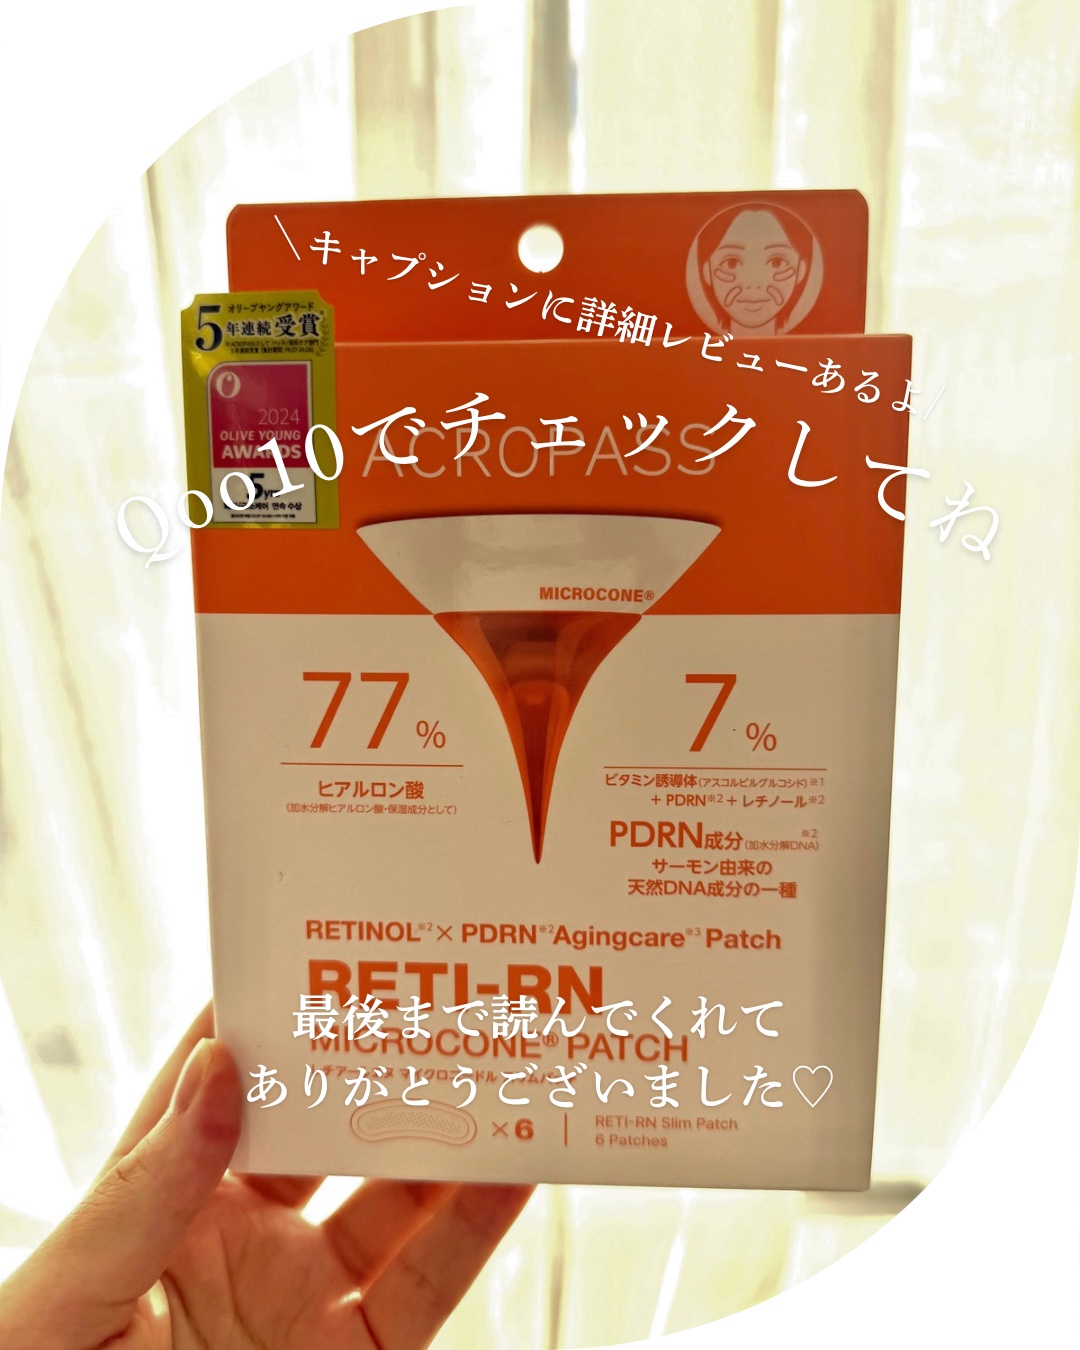 \キャプションに詳細レビューあるよ/
Qoo10でチェックしてね
オリーブヤングアワード
5年連続受賞
2024
OLIVE YOUNG
AWARDS
ACROPASS
MICROCONE®
77%
ヒアルロン酸
(加水分解ヒアルロン酸・保湿成分として)
7%
ビタミン誘導体(アスコルビルグルコシド)※1
+ PDRN※2 + レチノール※2
PDRN成分(加水分解DNA)※2
サーモン由来の
天然DNA成分の一種
RETINOL※2 × PDRN※2 Agingcare※3 Patch
RETI-RN
MICROCONE® PATCH
最後まで読んでくれて
ありがとうございました♡
×6
RETI-RN Slim Patch
6 Patches